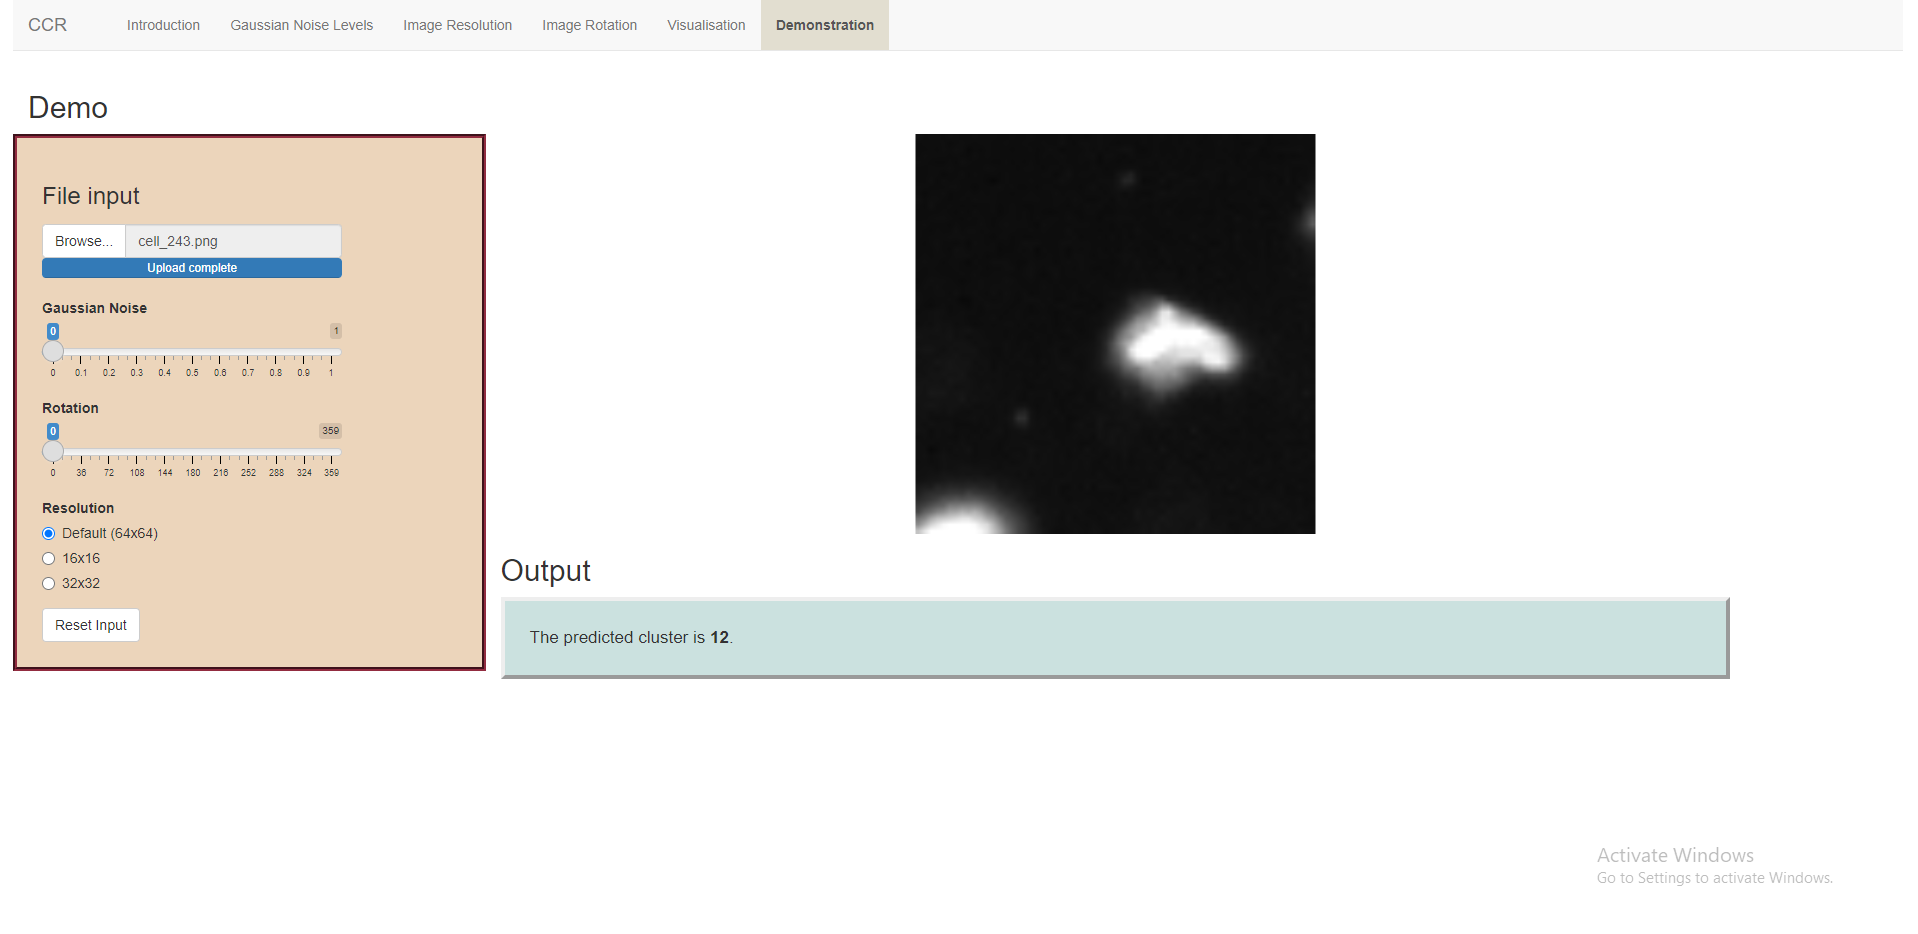 CCR Introduction Gaussian Noise Levels Image Resolution Image Rotation Visualisation Demonstration
Demo
File input
Browse... cell_243.png
Upload complete
Gaussian Noise
0 1
0 0.1 0.2 0.3 0.4 0.5 0.6 0.7 0.8 0.9 1
Rotation
0 359
0 36 72 108 144 180 216 252 288 324 359
Resolution
Default (64x64)
16x16
32x32
Reset Input
Output
The predicted cluster is 12.
Activate Windows
Go to Settings to activate Windows.